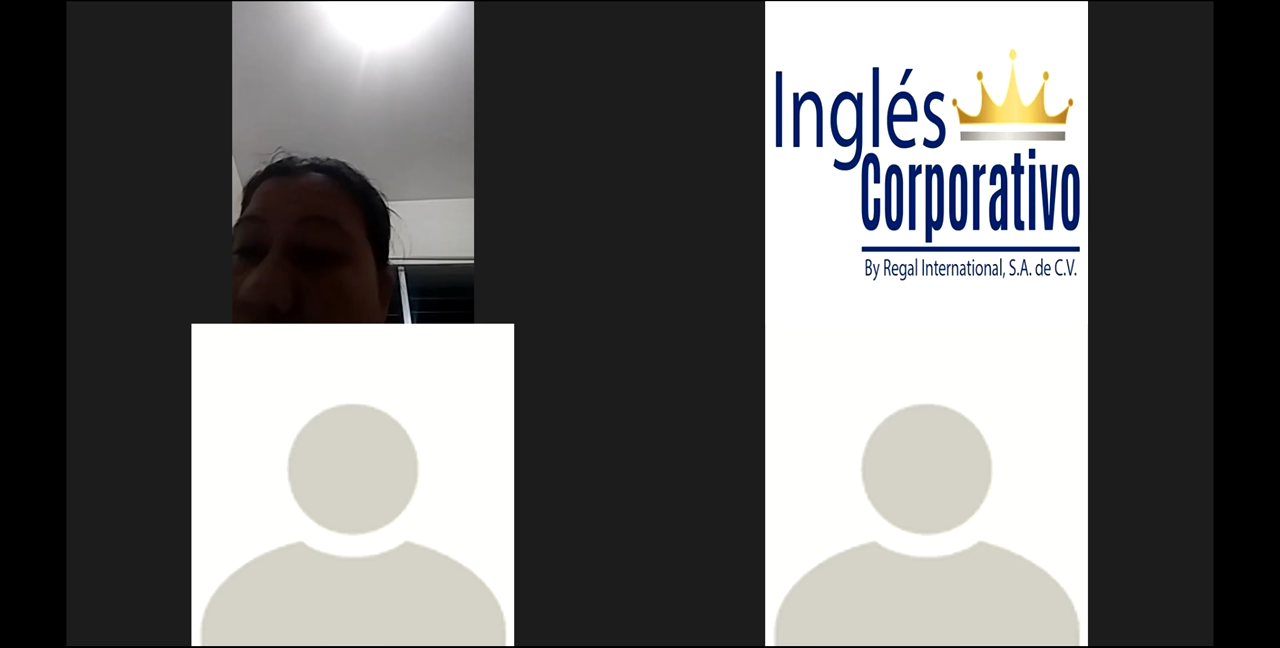 Inglés
Corporativo
By Regal International, S.A. de C.V.